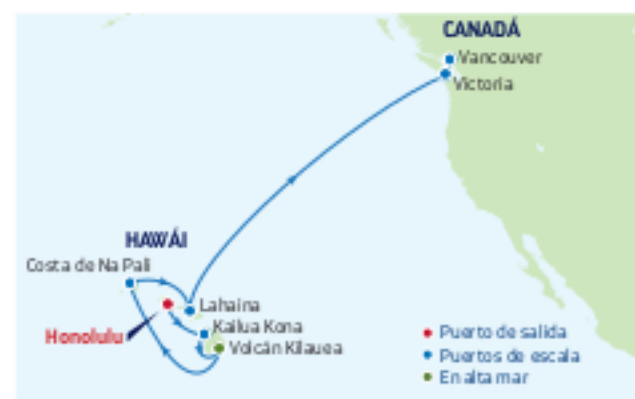 CANADÁ
Vancouver
Victoria
HAWÁI
Costa de Na Pali
Lahaina
Kailua Kona
Honolulu
Volcán Kilauea
Puerto de salida
Puertos de escala
En alta mar